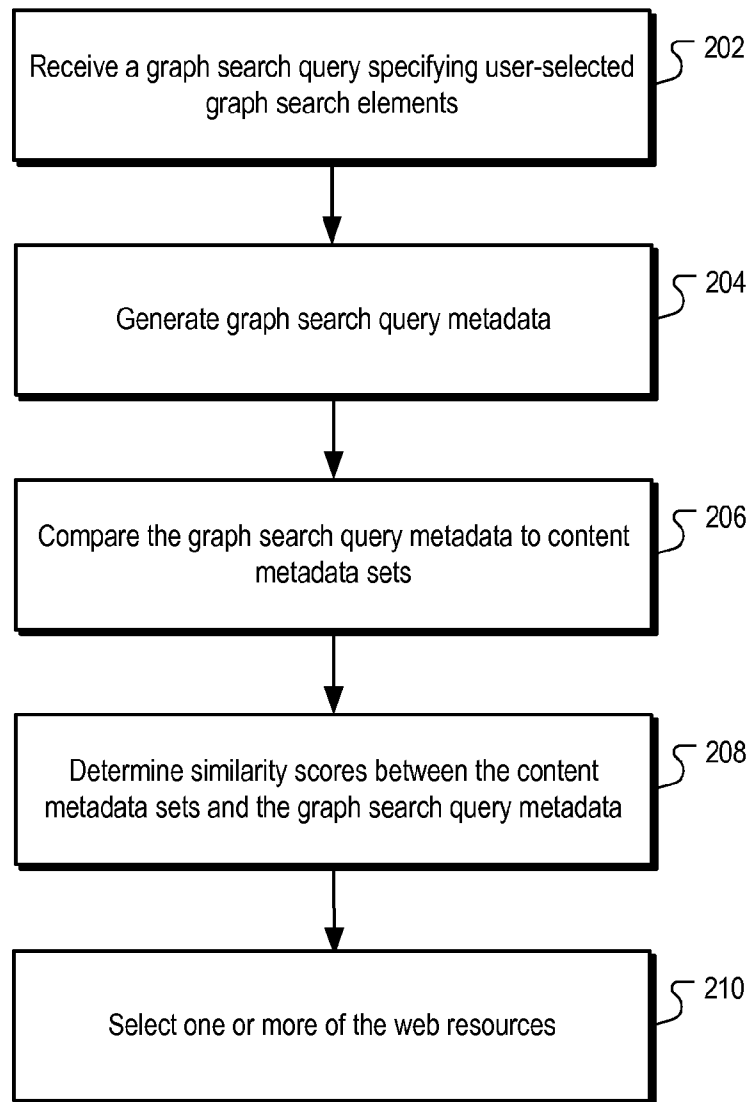 Receive a graph search query specifying user-selected
graph search elements
202
Generate graph search query metadata
204
Compare the graph search query metadata to content
metadata sets
206
Determine similarity scores between the content
metadata sets and the graph search query metadata
208
Select one or more of the web resources
210